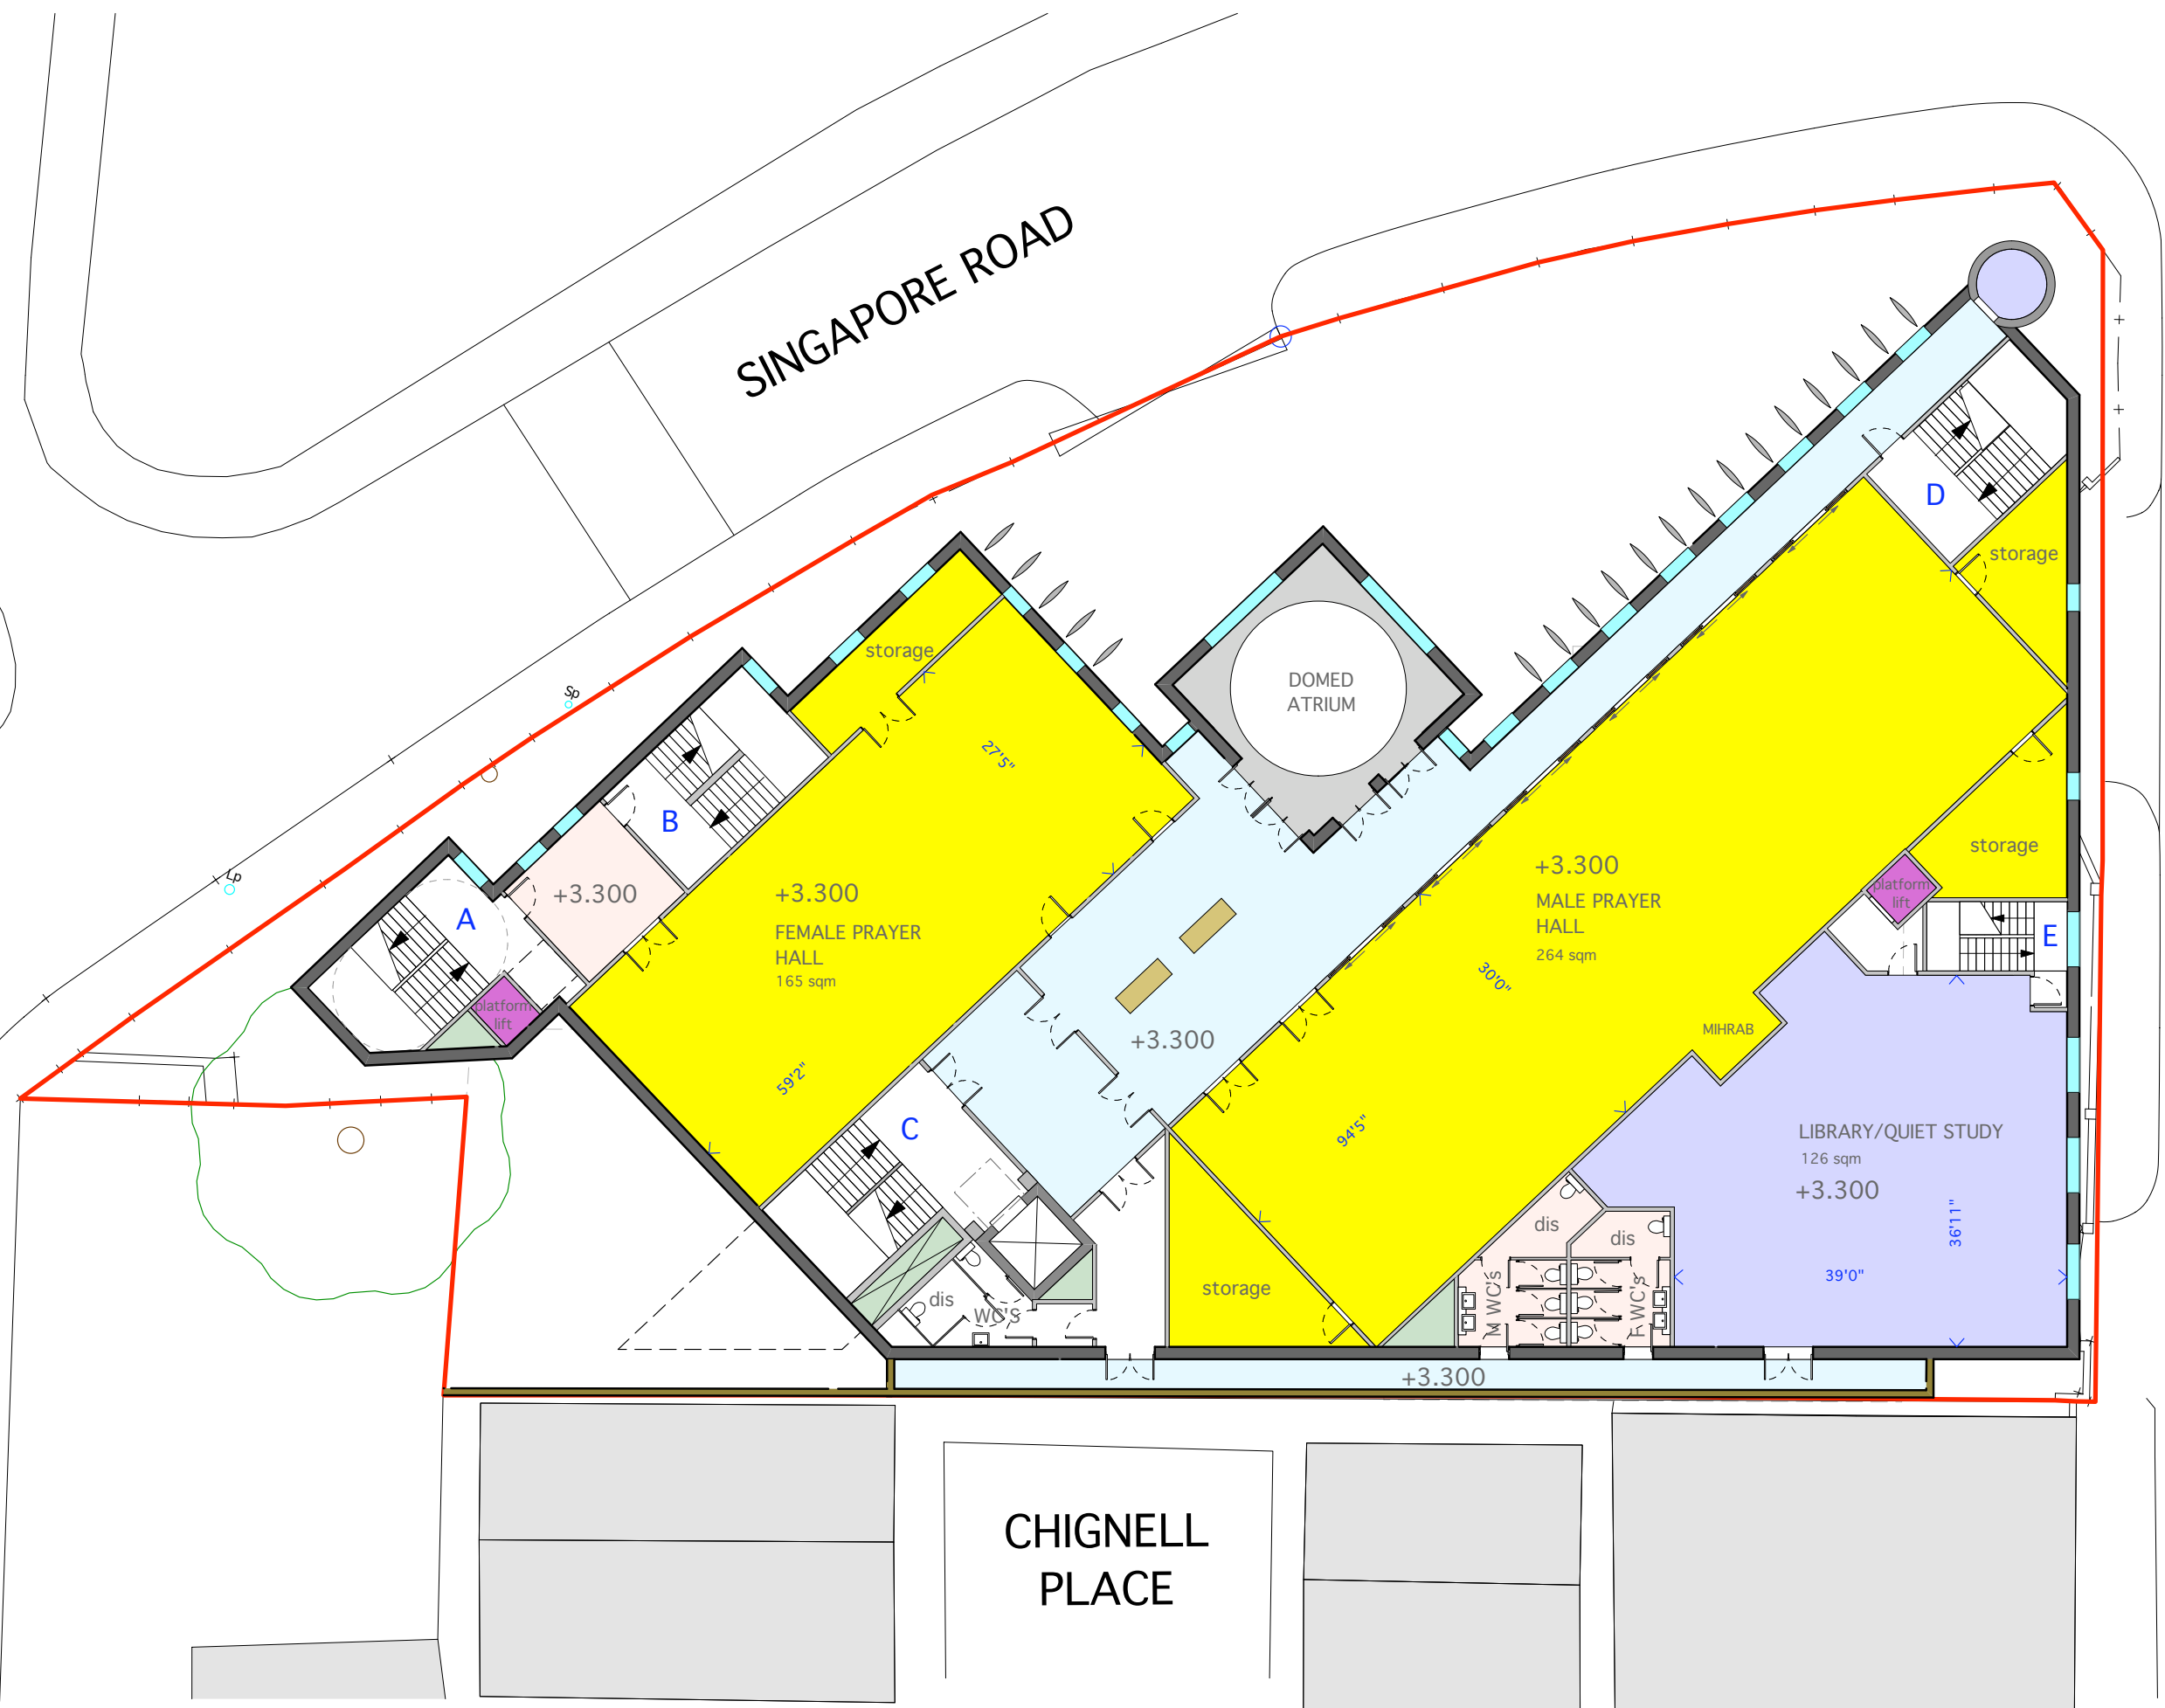 SINGAPORE ROAD
D
storage
storage
DOMED
ATRIUM
Sp
27'5"
B
+3.300
FEMALE PRAYER
HALL
165 sqm
+3.300
MALE PRAYER
HALL
264 sqm
storage
Lp
A
+3.300
platform
lift
platform
lift
E
30'0"
MIHRAB
+3.300
59'2"
C
94'5"
LIBRARY/QUIET STUDY
126 sqm
+3.300
36'11"
39'0"
dis
dis
M WC's
F WC's
storage
dis
WC'S
+3.300
CHIGNELL
PLACE